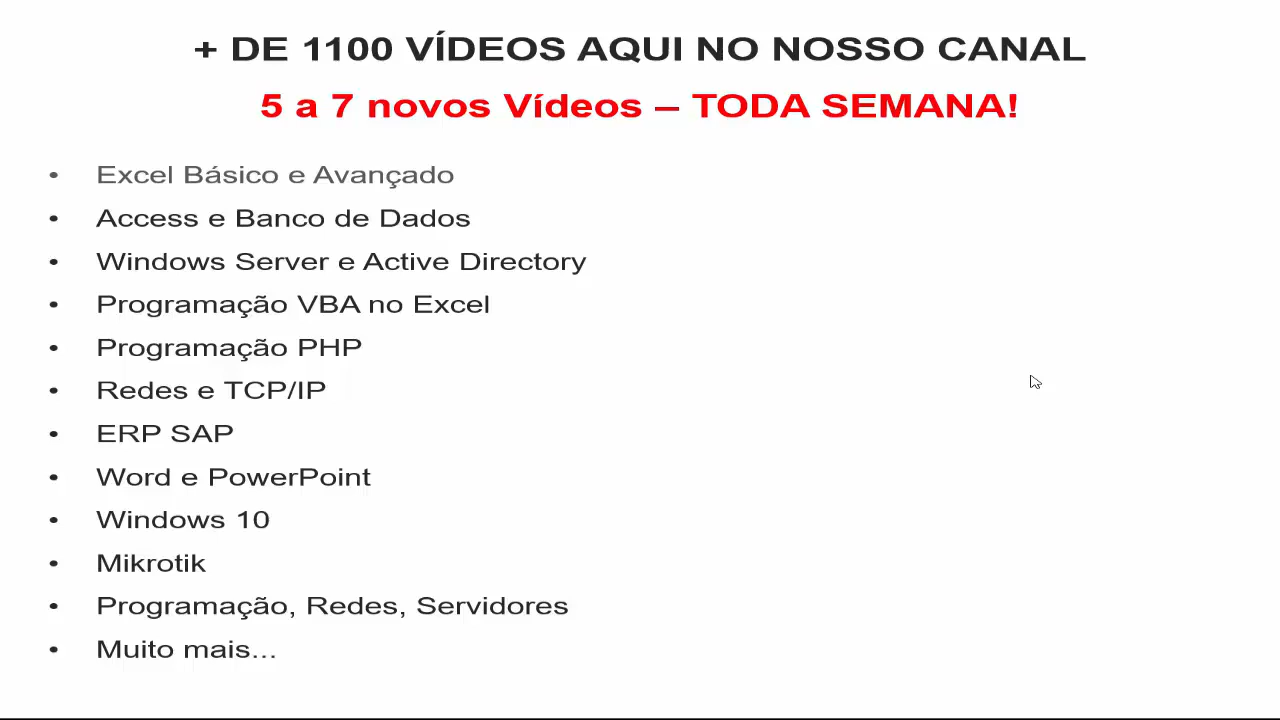 + DE 1100 VÍDEOS AQUI NO NOSSO CANAL
5 a 7 novos Vídeos – TODA SEMANA!
• Excel Básico e Avançado
• Access e Banco de Dados
• Windows Server e Active Directory
• Programação VBA no Excel
• Programação PHP
• Redes e TCP/IP
• ERP SAP
• Word e PowerPoint
• Windows 10
• Mikrotik
• Programação, Redes, Servidores
• Muito mais...